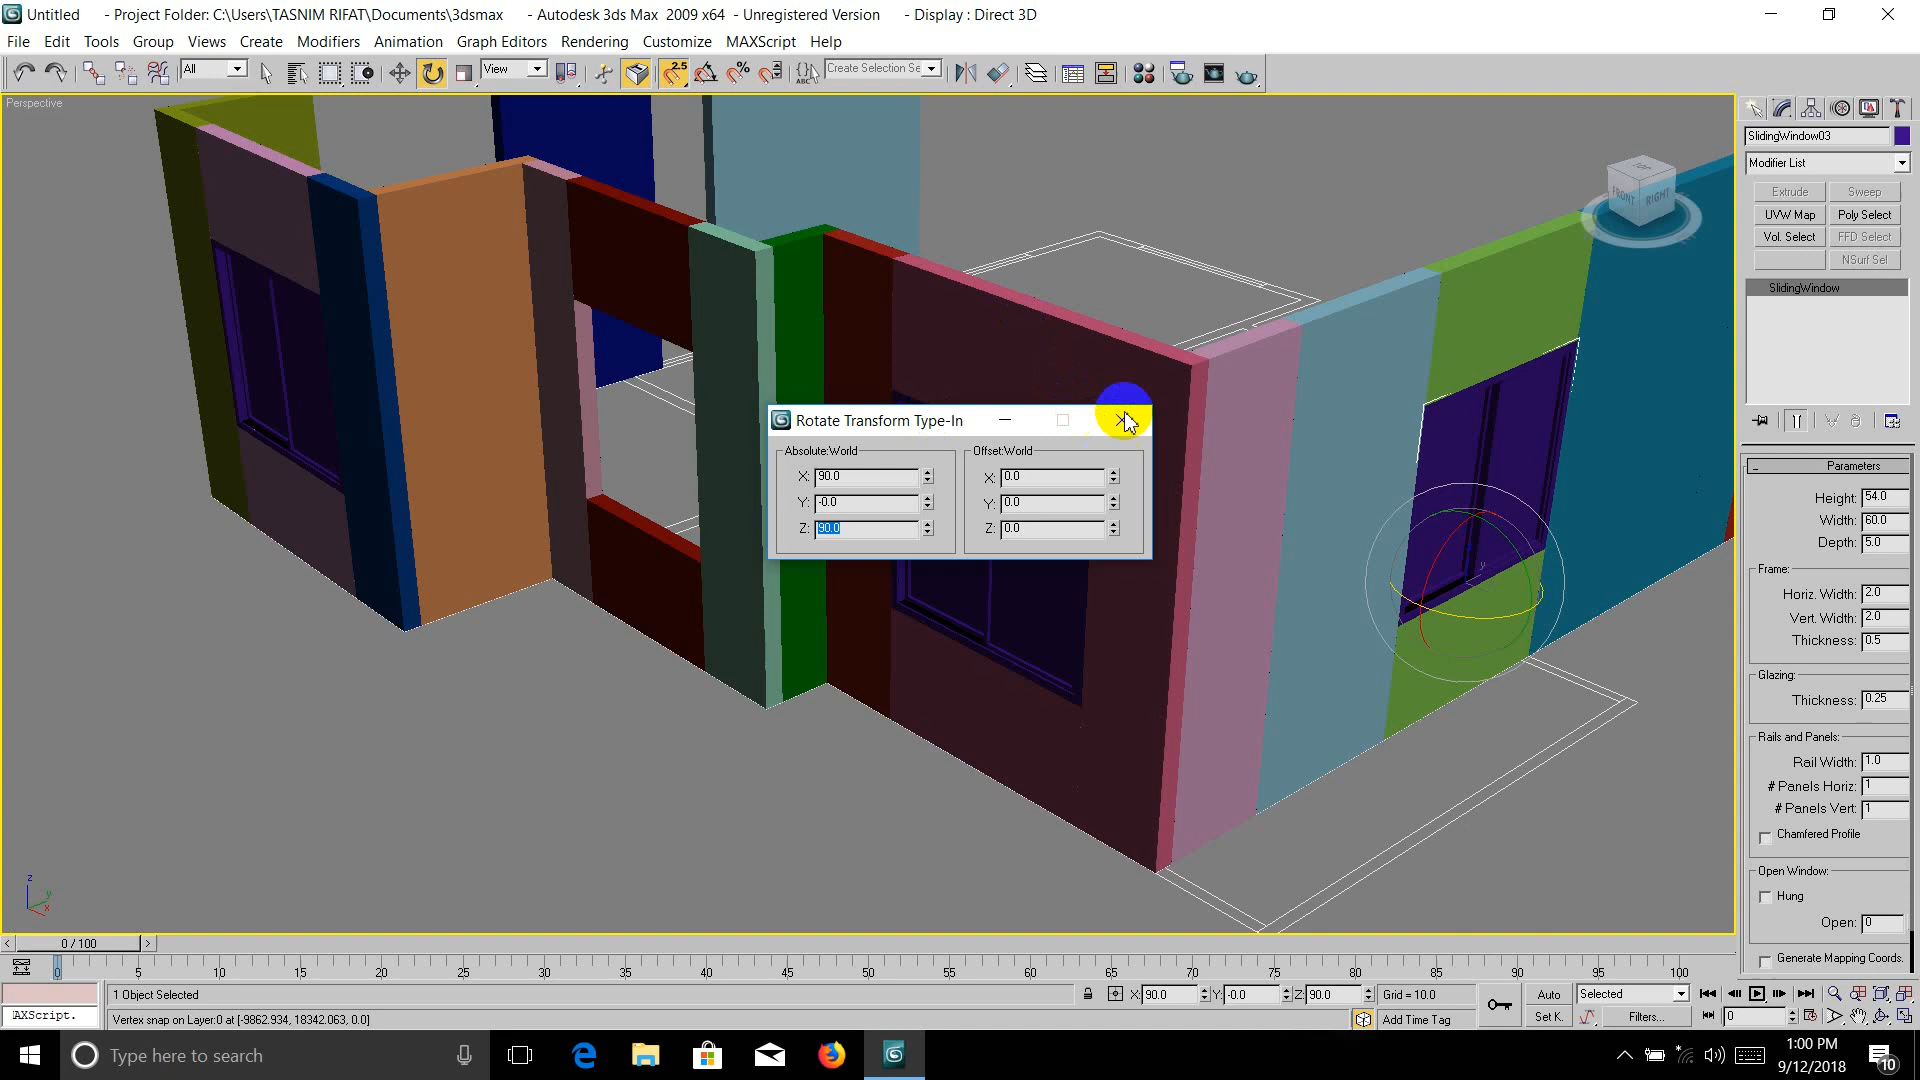 Untitled - Project Folder: C:\Users\TASNIM RIFAT\Documents\3dsmax - Autodesk 3ds Max 2009 x64 - Unregistered Version - Display : Direct 3D
File Edit Tools Group Views Create Modifiers Animation Graph Editors Rendering Customize MAXScript Help
All
View
2.5
ABC
Create Selection Se
Perspective
TOP
FRONT
RIGHT
SlidingWindow03
Modifier List
Extrude Sweep
UVW Map Poly Select
Vol. Select FFD Select
NSurf Sel
SlidingWindow
Rotate Transform Type-In
Absolute:World Offset:World
X: 90.0 X: 0.0
Y: -0.0 Y: 0.0
Z: 90.0 Z: 0.0
Parameters
Height: 54.0
Width: 60.0
Depth: 5.0
Frame:
Horiz. Width: 2.0
Vert. Width: 2.0
Thickness: 0.5
Glazing:
Thickness: 0.25
Rails and Panels:
Rail Width: 1.0
# Panels Horiz: 1
# Panels Vert: 1
Chamfered Profile
Open Window:
Hung
Open: 0
Generate Mapping Coords.
y
z
y
x
0 / 100
0 5 10 15 20 25 30 35 40 45 50 55 60 65 70 75 80 85 90 95 100
1 Object Selected
X: 90.0 Y: -0.0 Z: 90.0 Grid = 10.0
Auto Selected
AXScript.
Vertex snap on Layer:0 at [-9862.934, 18342.063, 0.0]
Add Time Tag
Set K. Filters... 0
Type here to search
1:00 PM
9/12/2018
10